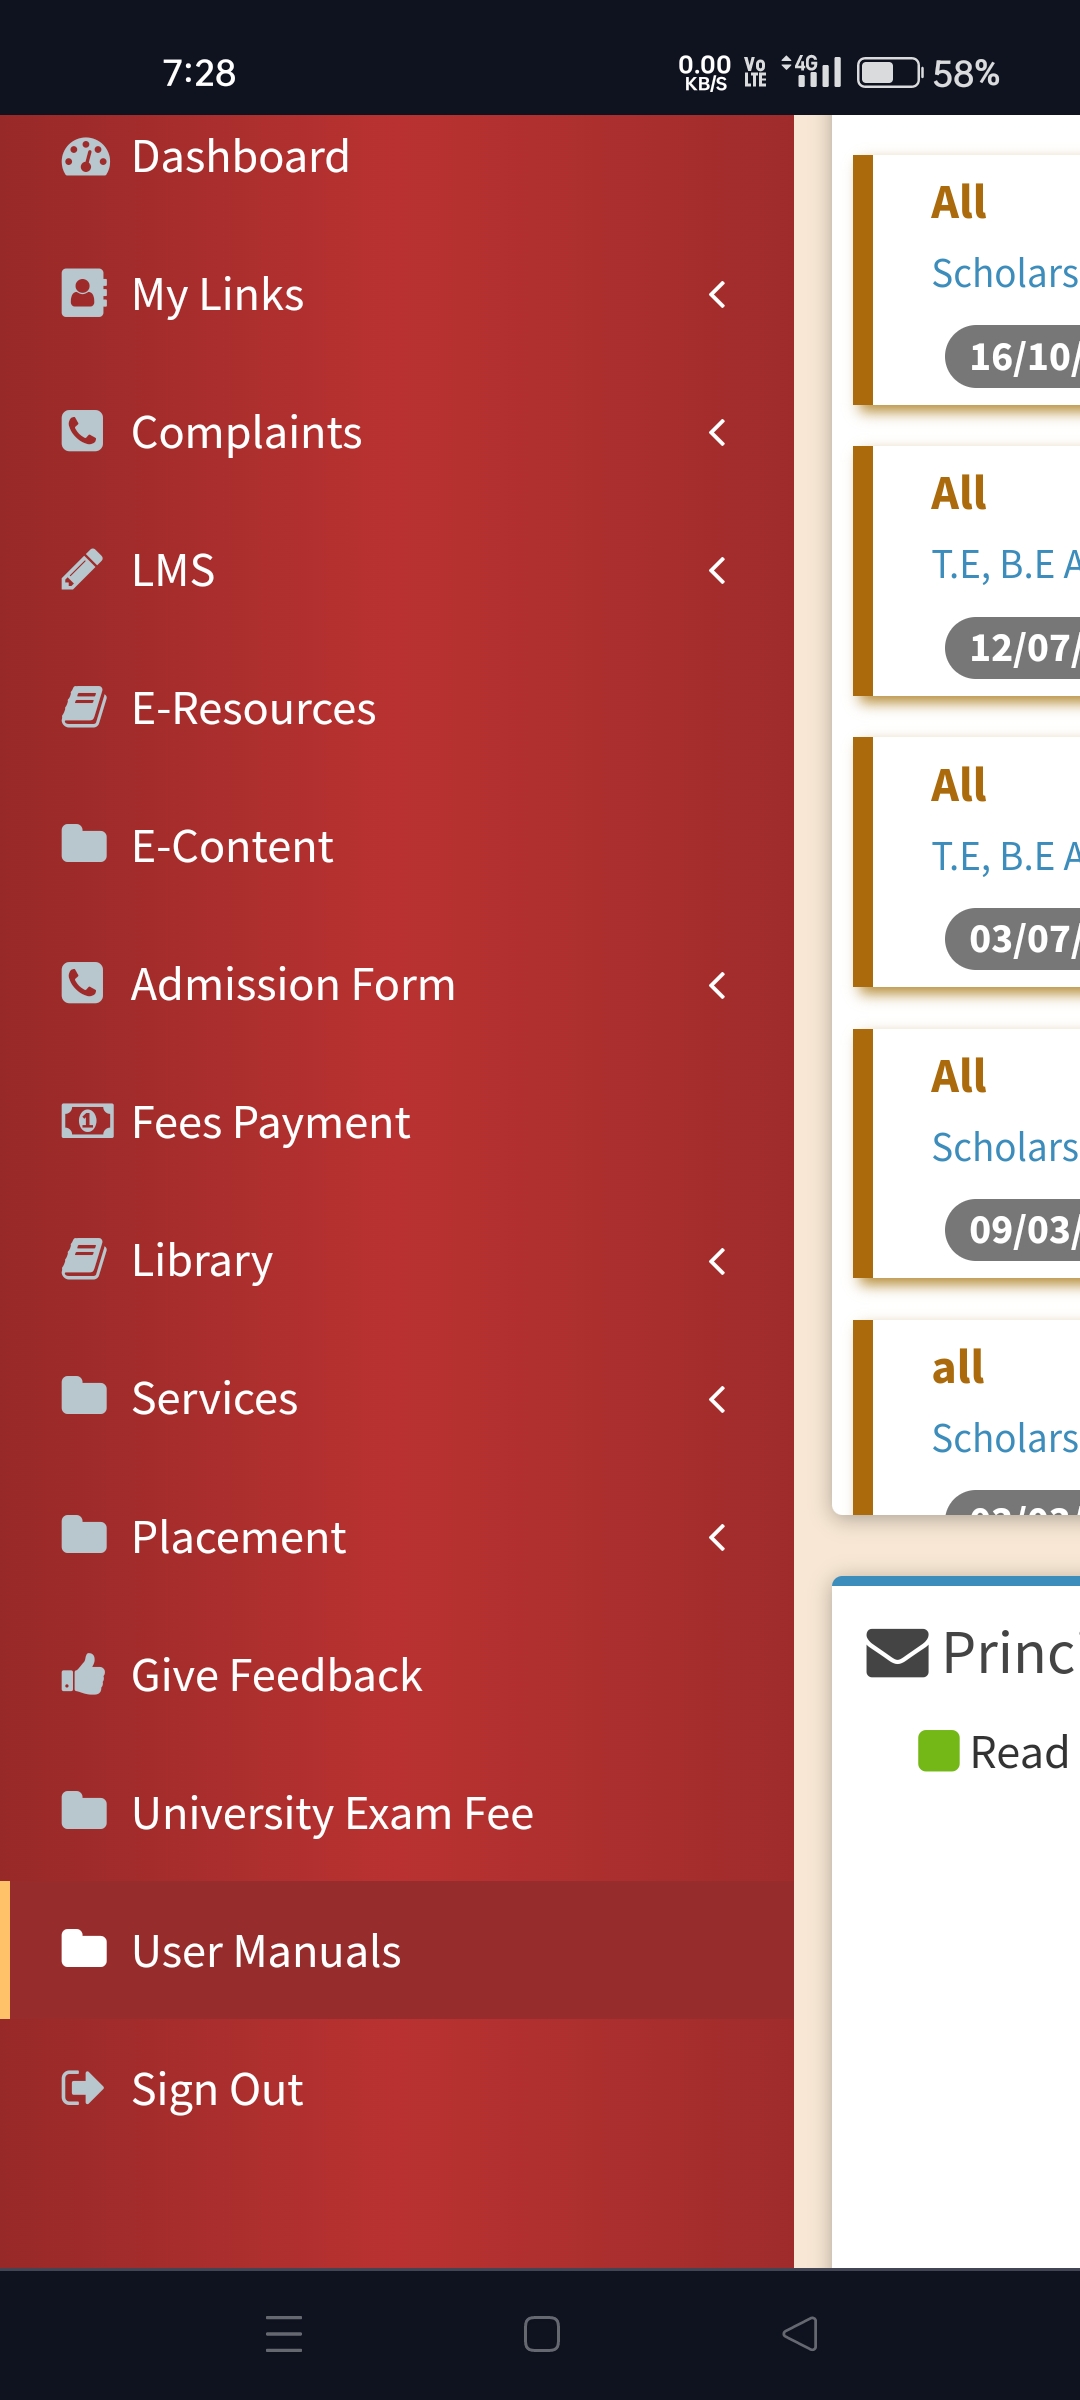 7:28
0.00 KB/S Vo LTE 4G 58%
Dashboard
My Links
Complaints
LMS
E-Resources
E-Content
Admission Form
Fees Payment
Library
Services
Placement
Give Feedback
University Exam Fee
User Manuals
Sign Out
All
Scholars
16/10/
All
T.E, B.E A
12/07/
All
T.E, B.E A
03/07/
All
Scholars
09/03/
all
Scholars
Princ
Read